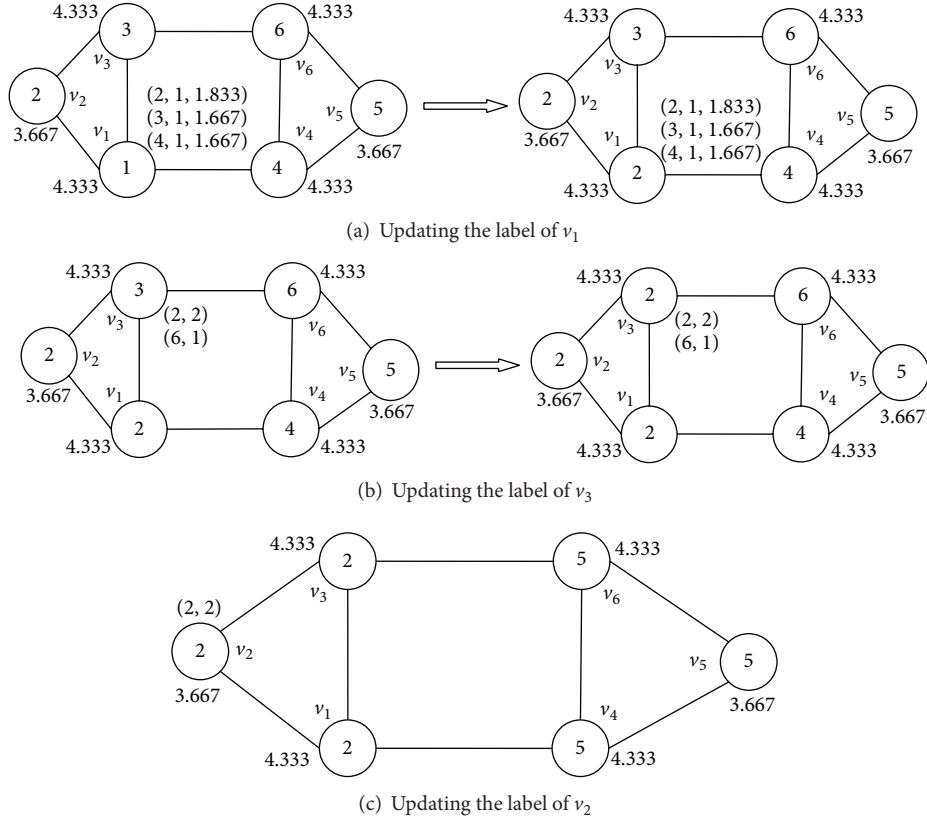 4.333
3
v3
6
4.333
v6
2
v2
3.667
v1
(2, 1, 1.833)
(3, 1, 1.667)
(4, 1, 1.667)
v4
v5
5
3.667
1
4.333
4
4.333
4.333
3
v3
6
4.333
v6
2
v2
3.667
v1
(2, 1, 1.833)
(3, 1, 1.667)
(4, 1, 1.667)
v4
v5
5
3.667
2
4.333
4
4.333
(a) Updating the label of v1
4.333
3
v3
(2, 2)
(6, 1)
6
4.333
v6
2
v2
3.667
v1
v4
v5
5
3.667
2
4.333
4
4.333
4.333
2
v3
(2, 2)
(6, 1)
6
4.333
v6
2
v2
3.667
v1
v4
v5
5
3.667
2
4.333
4
4.333
(b) Updating the label of v3
4.333
2
v3
5
4.333
v6
(2, 2)
2
v2
3.667
v5
5
3.667
v1
2
4.333
v4
5
4.333
(c) Updating the label of v2